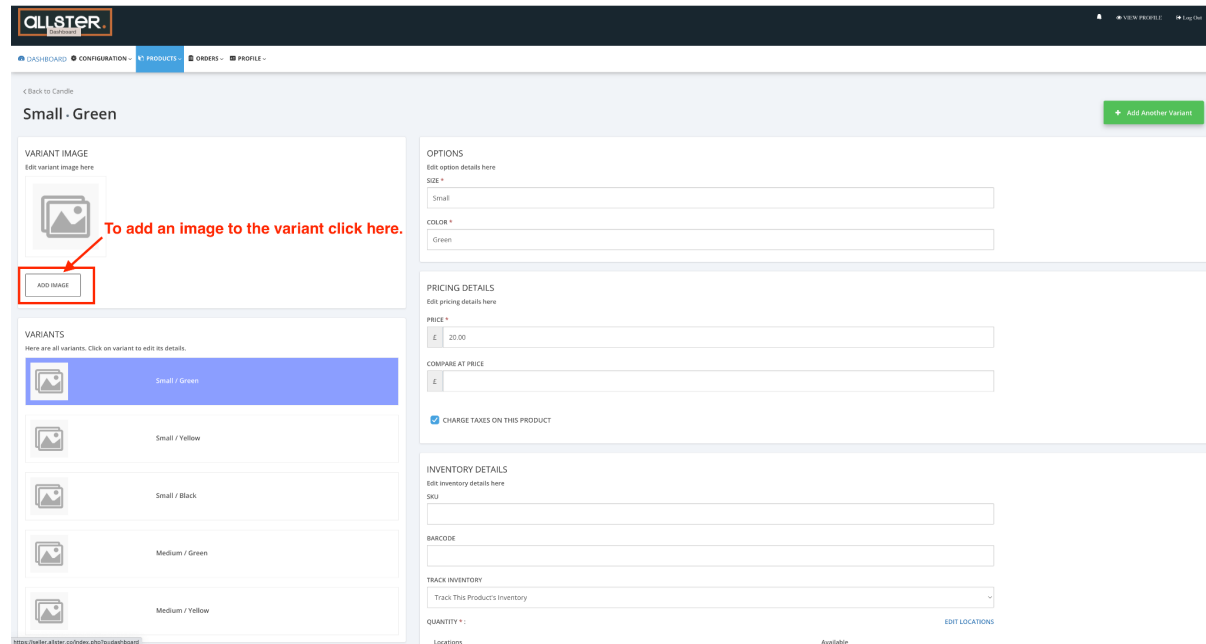 allster.
Dashboard
VIEW PROFILE
Log Out
DASHBOARD
CONFIGURATION
PRODUCTS
ORDERS
PROFILE
Back to Candle
Small - Green
+ Add Another Variant
VARIANT IMAGE
Edit variant image here
To add an image to the variant click here.
ADD IMAGE
VARIANTS
Here are all variants. Click on variant to edit its details.
Small / Green
Small / Yellow
Small / Black
Medium / Green
Medium / Yellow
OPTIONS
Edit option details here
SIZE *
Small
COLOR *
Green
PRICING DETAILS
Edit pricing details here
PRICE *
£ 20.00
COMPARE AT PRICE
£
CHARGE TAXES ON THIS PRODUCT
INVENTORY DETAILS
Edit inventory details here
SKU
BARCODE
TRACK INVENTORY
Track This Product's Inventory
QUANTITY * :
EDIT LOCATIONS
Locations
Available
https://seller.allster.co/index.php?p=dashboard